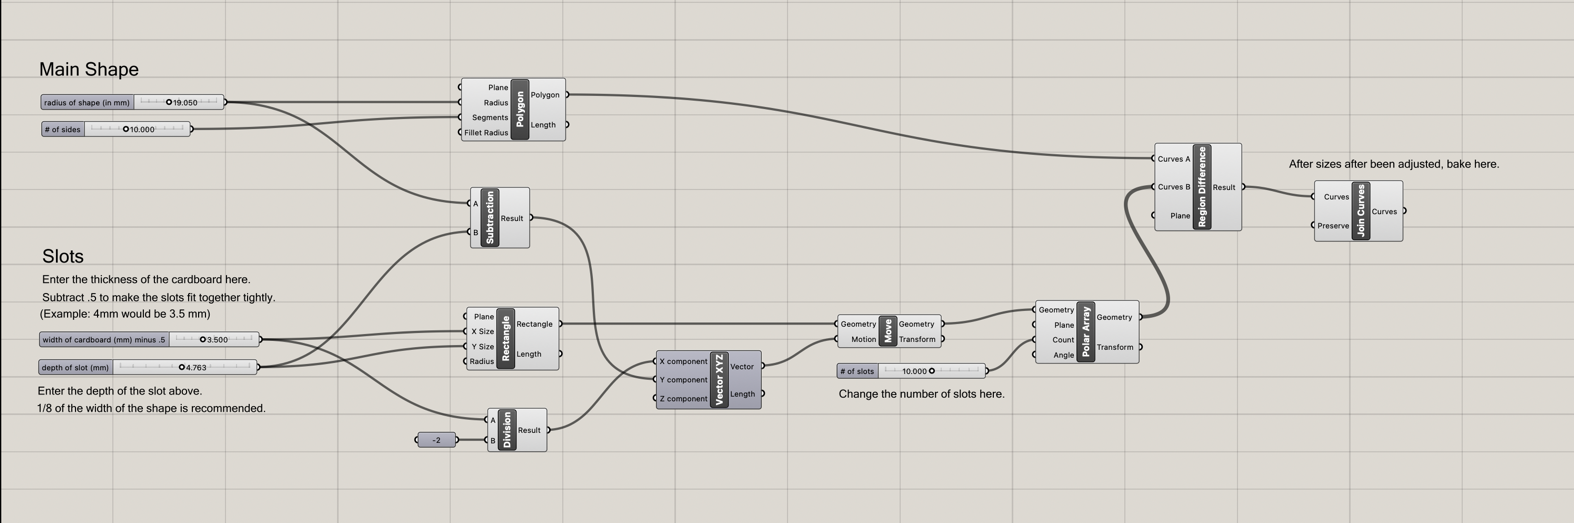 Main Shape
radius of shape (in mm) 19.050
# of sides 10.000
Plane
Radius
Segments
Fillet Radius
Polygon
Polygon
Length
A
B
Subtraction
Result
Slots
Enter the thickness of the cardboard here.
Subtract .5 to make the slots fit together tightly.
(Example: 4mm would be 3.5 mm)
width of cardboard (mm) minus .5 3.500
depth of slot (mm) 4.763
Enter the depth of the slot above.
1/8 of the width of the shape is recommended.
Plane
X Size
Y Size
Radius
Rectangle
Rectangle
Length
-2
A
B
Division
Result
X component
Y component
Z component
Vector XYZ
Vector
Length
Geometry
Motion
Move
Geometry
Transform
# of slots 10.000
Change the number of slots here.
Geometry
Plane
Count
Angle
Polar Array
Geometry
Transform
Curves A
Curves B
Plane
Region Difference
Result
After sizes after been adjusted, bake here.
Curves
Preserve
Join Curves
Curves